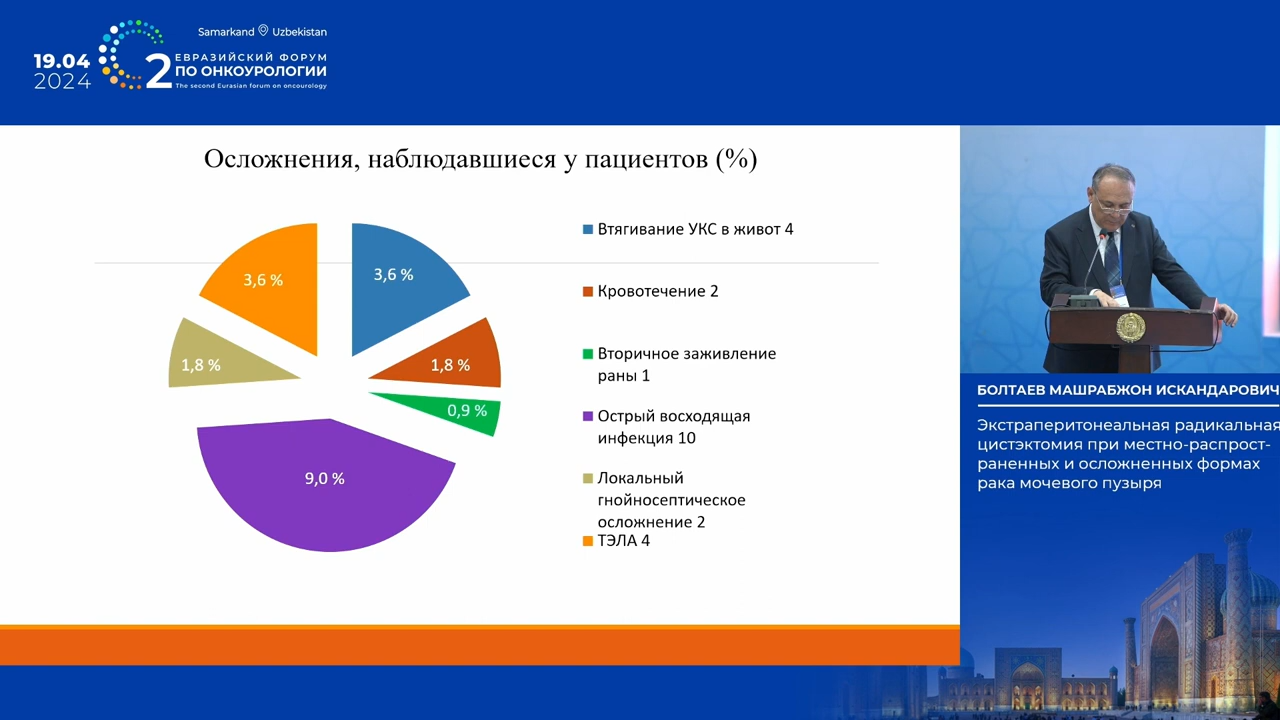 Samarkand Uzbekistan
19.04
2024
2
ЕВРАЗИЙСКИЙ ФОРУМ
ПО ОНКОУРОЛОГИИ
The second Eurasian forum on oncourology
Осложнения, наблюдавшиеся у пациентов (%)
3,6 %
3,6 %
1,8 %
1,8 %
0,9 %
9,0 %
Втягивание УКС в живот 4
Кровотечение 2
Вторичное заживление
раны 1
Острый восходящая
инфекция 10
Локальный
гнойносептическое
осложнение 2
ТЭЛА 4
БОЛТАЕВ МАШРАБЖОН ИСКАНДАРОВИЧ
Экстраперитонеальная радикальная
цистэктомия при местно-распрост-
раненных и осложненных формах
рака мочевого пузыря